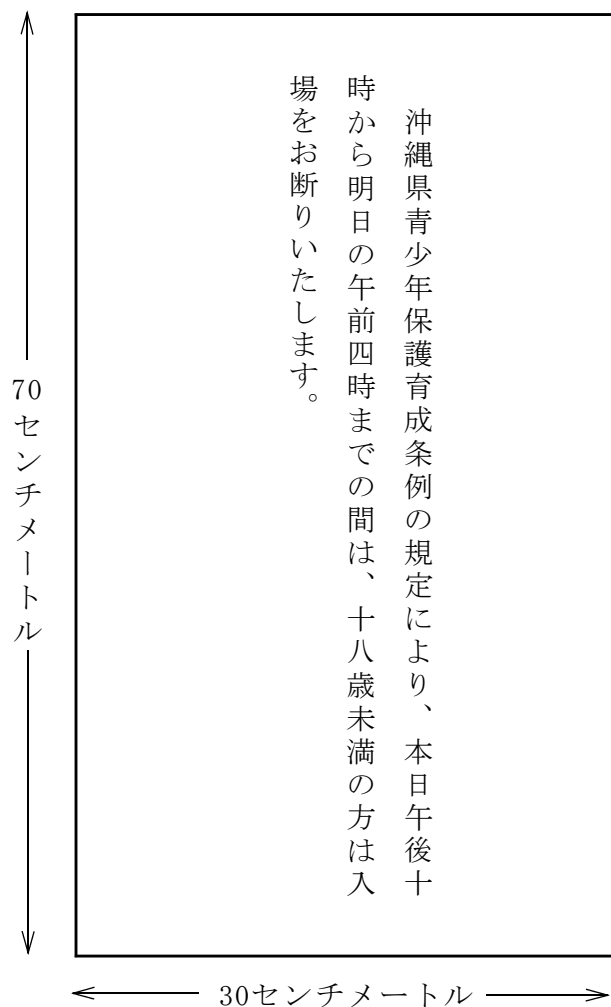 沖縄県青少年保護育成条例の規定により、本日午後十
時から明日の午前四時までの間は、十八歳未満の方は入
場をお断りいたします。
70センチメートル
30センチメートル